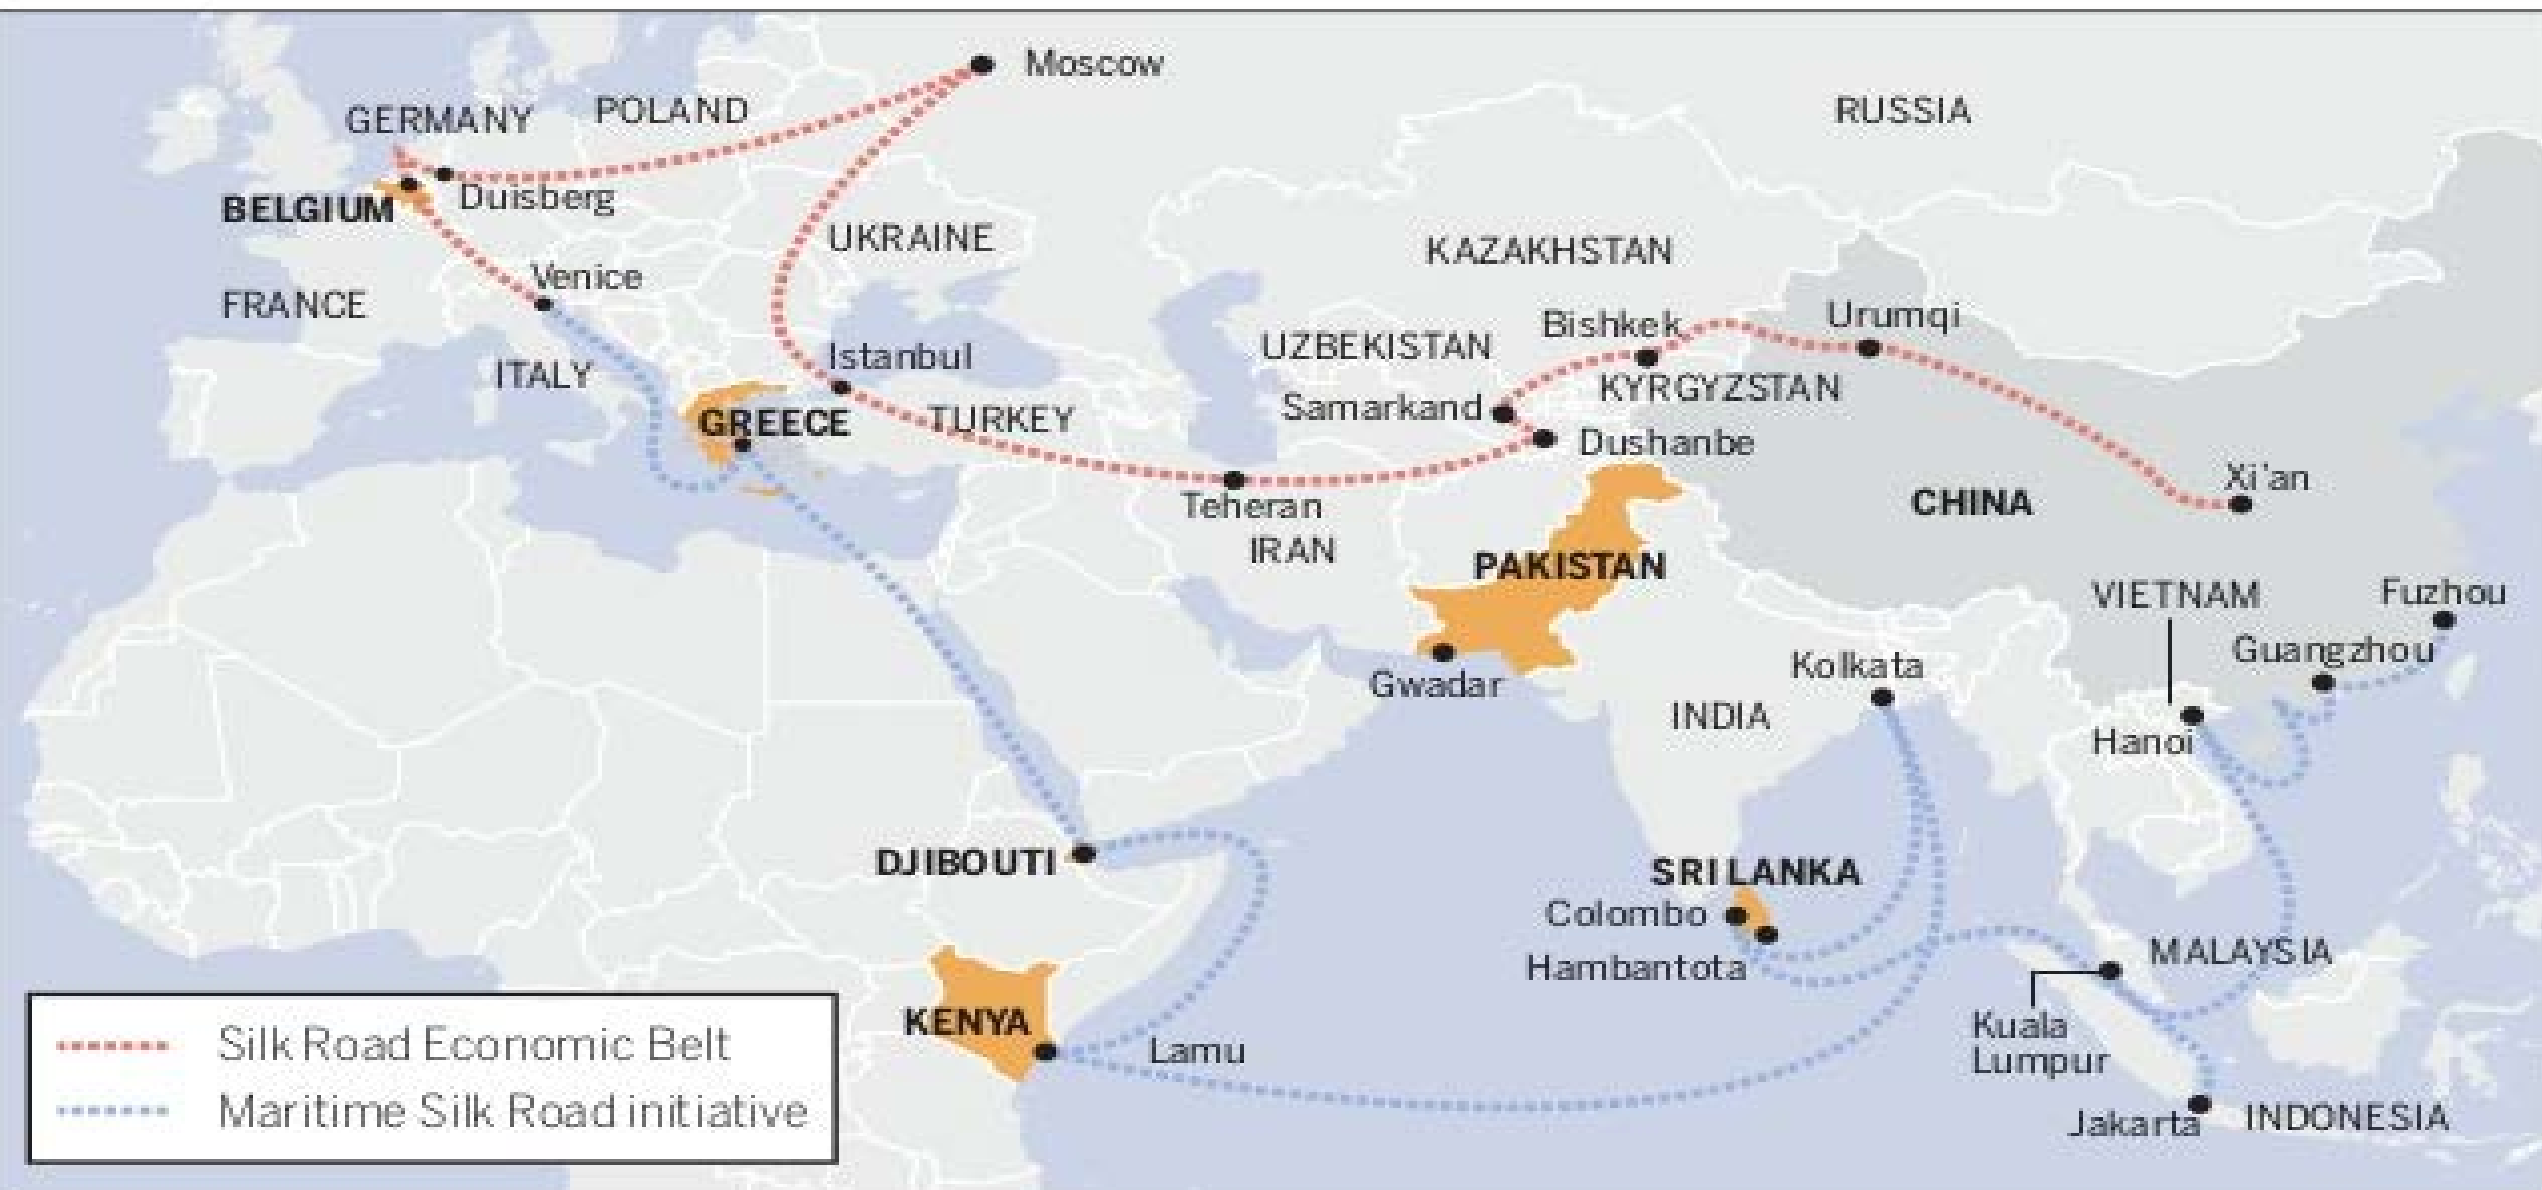 Moscow
GERMANY
POLAND
RUSSIA
BELGIUM
Duisberg
UKRAINE
KAZAKHSTAN
Venice
FRANCE
Urumqi
Bishkek
UZBEKISTAN
Istanbul
ITALY
KYRGYZSTAN
Samarkand
GREECE
TURKEY
Dushanbe
Xi'an
Teheran
CHINA
IRAN
PAKISTAN
VIETNAM
Fuzhou
Guangzhou
Kolkata
Gwadar
INDIA
Hanoi
DJIBOUTI
SRI LANKA
Colombo
MALAYSIA
Hambantota
KENYA
Kuala
Lumpur
Lamu
Jakarta
INDONESIA
Silk Road Economic Belt
Maritime Silk Road initiative